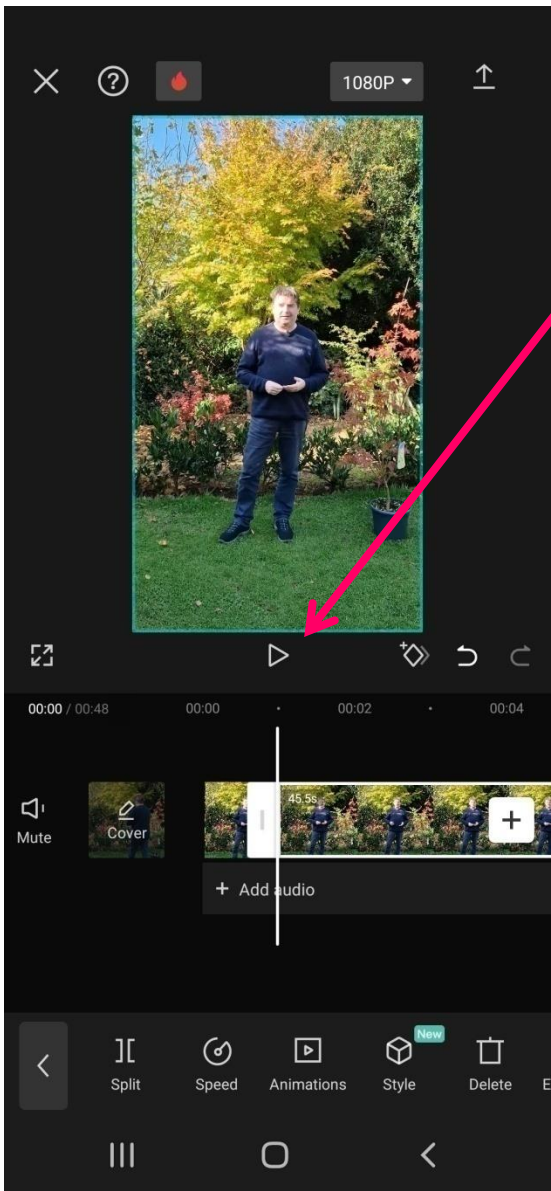 1080P
00:00 / 00:48 00:00 00:02 00:04
45.5s
Mute
Cover
+ Add audio
New
Split Speed Animations Style Delete E